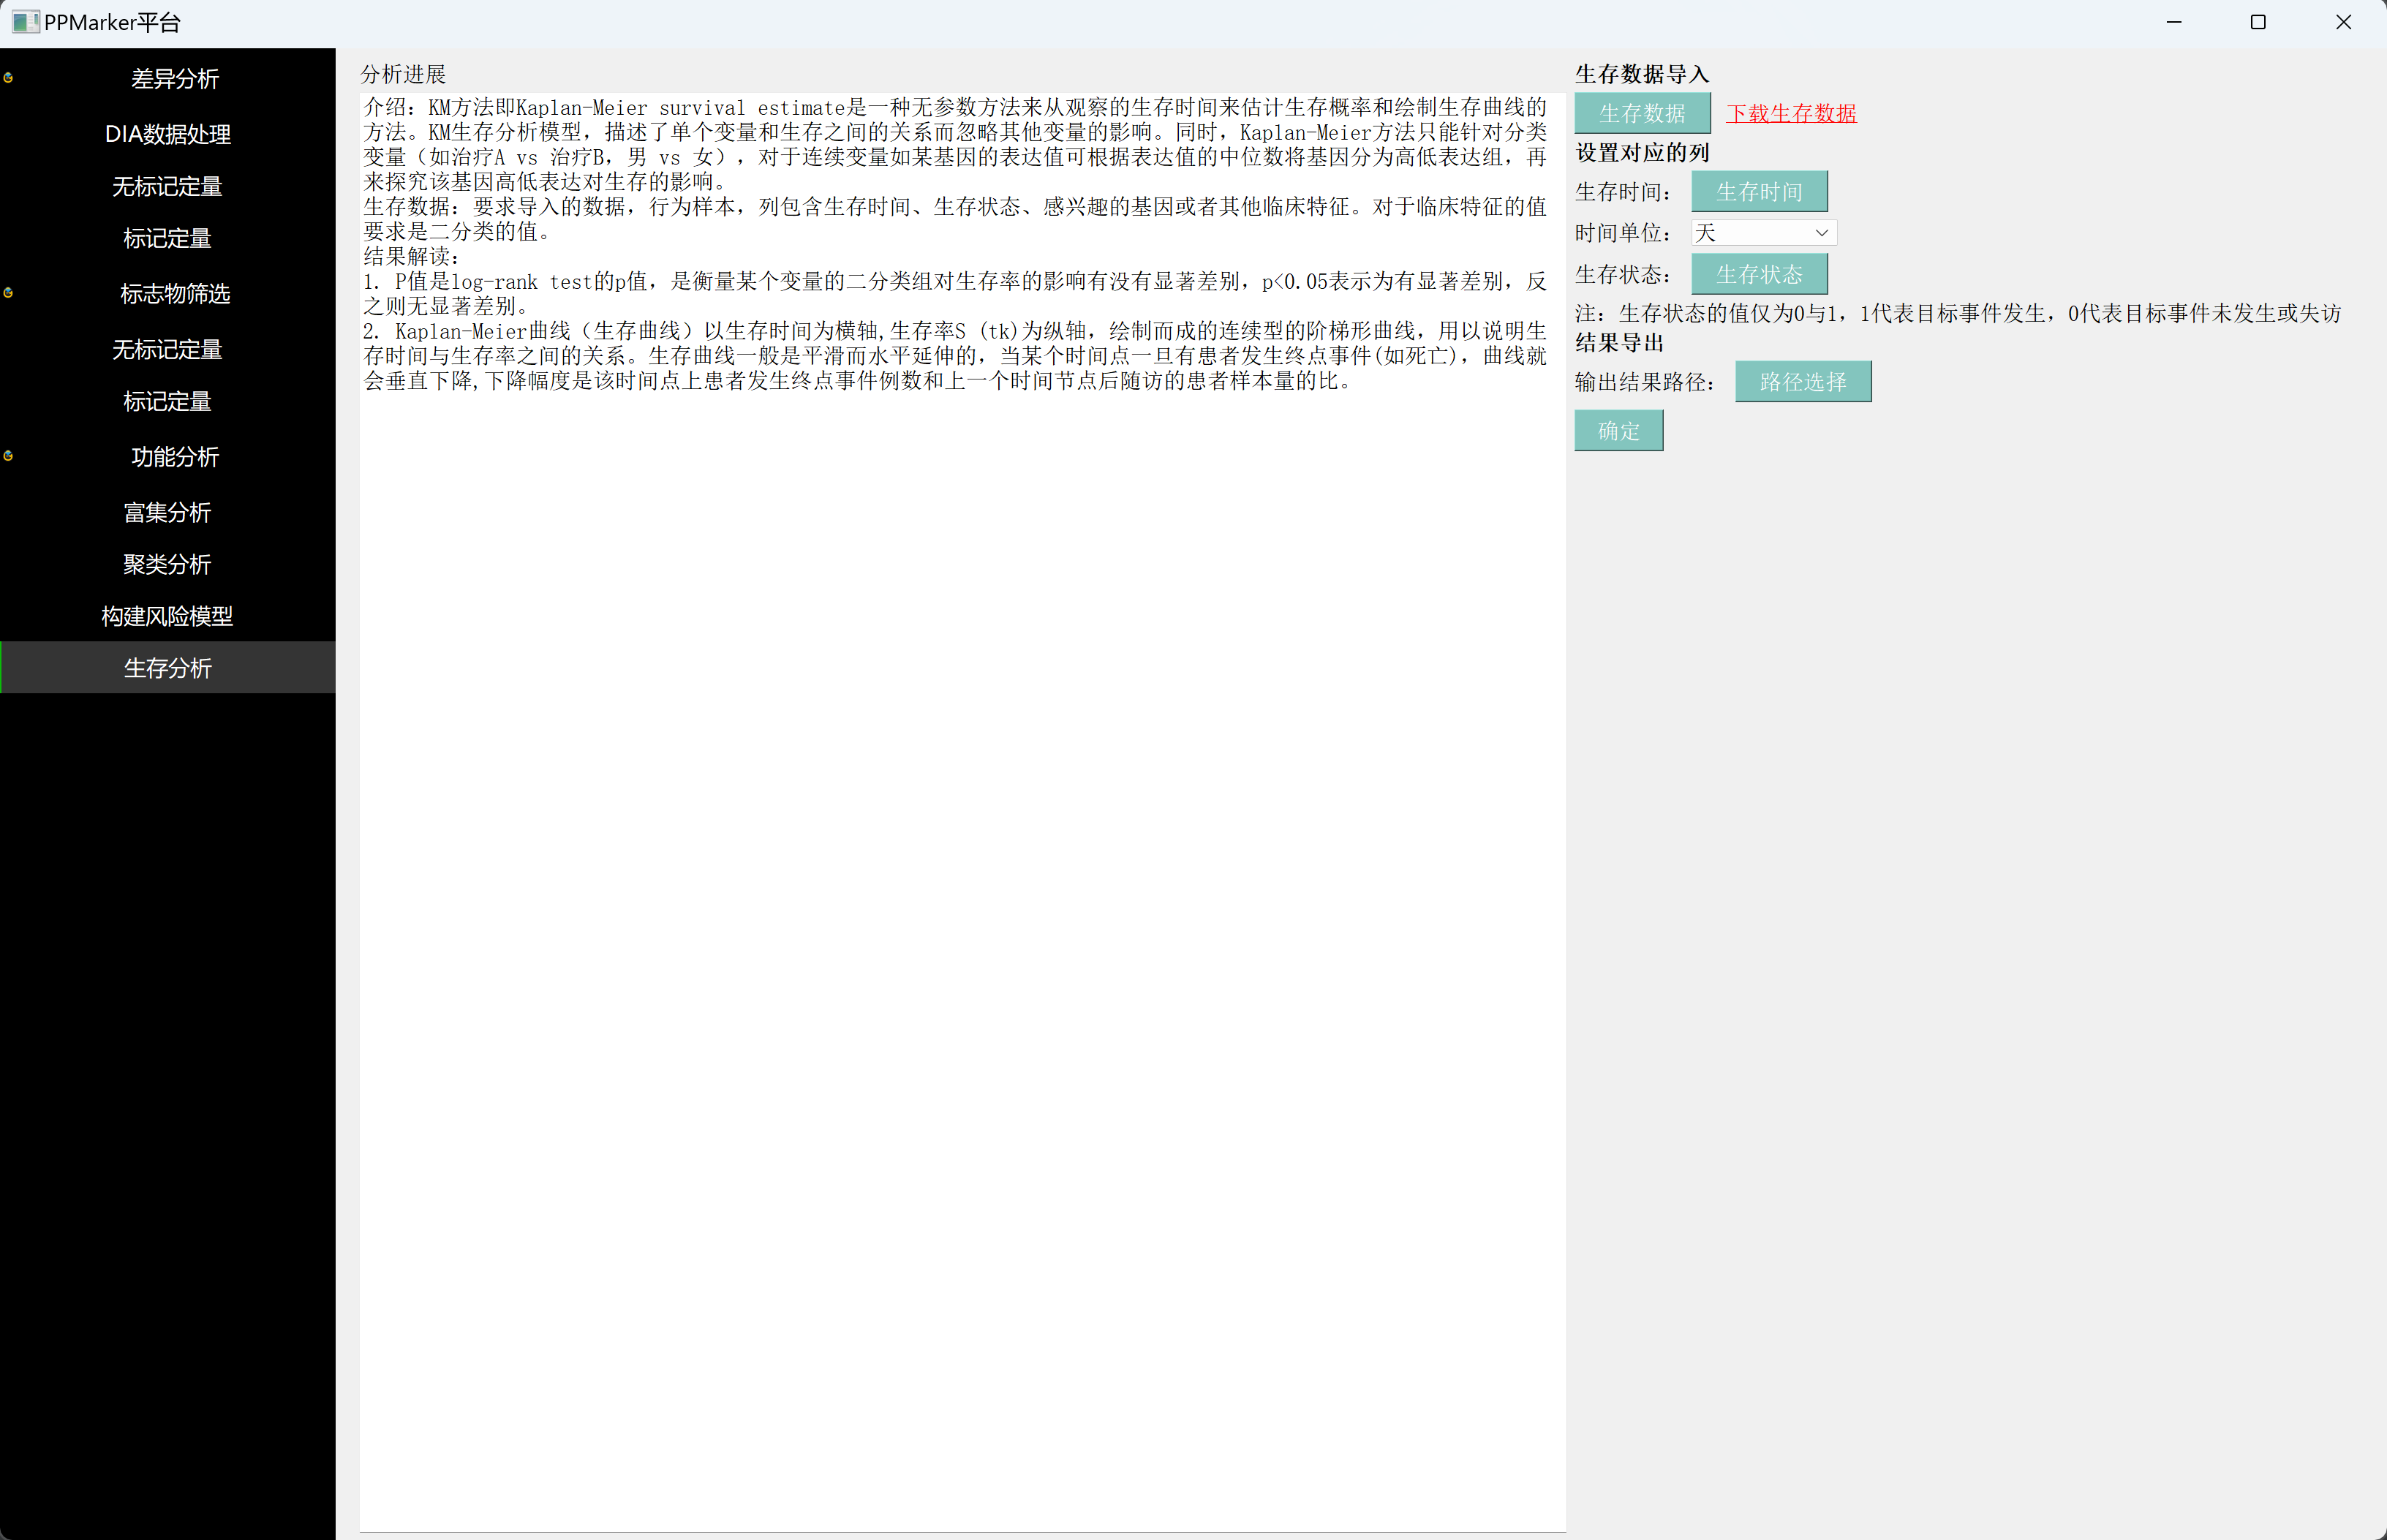 PPMarker平台
差异分析
DIA数据处理
无标记定量
标记定量
标志物筛选
无标记定量
标记定量
功能分析
富集分析
聚类分析
构建风险模型
生存分析
分析进展
介绍：KM方法即Kaplan-Meier survival estimate是一种无参数方法来从观察的生存时间来估计生存概率和绘制生存曲线的
方法。KM生存分析模型，描述了单个变量和生存之间的关系而忽略其他变量的影响。同时，Kaplan-Meier方法只能针对分类
变量（如治疗A vs 治疗B，男 vs 女），对于连续变量如某基因的表达值可根据表达值的中位数将基因分为高低表达组，再
来探究该基因高低表达对生存的影响。
生存数据：要求导入的数据，行为样本，列包含生存时间、生存状态、感兴趣的基因或者其他临床特征。对于临床特征的值
要求是二分类的值。
结果解读：
1. P值是log-rank test的p值，是衡量某个变量的二分类组对生存率的影响有没有显著差别，p<0.05表示为有显著差别，反
之则无显著差别。
2. Kaplan-Meier曲线（生存曲线）以生存时间为横轴,生存率S (tk)为纵轴，绘制而成的连续型的阶梯形曲线，用以说明生
存时间与生存率之间的关系。生存曲线一般是平滑而水平延伸的，当某个时间点一旦有患者发生终点事件(如死亡)，曲线就
会垂直下降,下降幅度是该时间点上患者发生终点事件例数和上一个时间节点后随访的患者样本量的比。
生存数据导入
生存数据 下载生存数据
设置对应的列
生存时间： 生存时间
时间单位： 天
生存状态： 生存状态
注：生存状态的值仅为0与1，1代表目标事件发生，0代表目标事件未发生或失访
结果导出
输出结果路径： 路径选择
确定